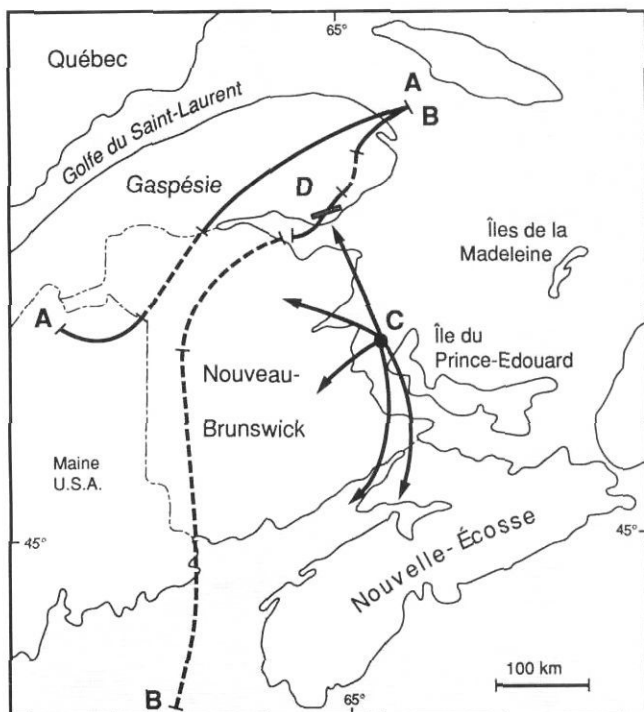 65°
Québec
A
B
Golfe du Saint-Laurent
Gaspésie
D
Îles de la
Madeleine
A
C
Île du
Prince-Edouard
Nouveau-
Brunswick
Maine
U.S.A.
45°
45°
Nouvelle-Écosse
B
65°
100 km